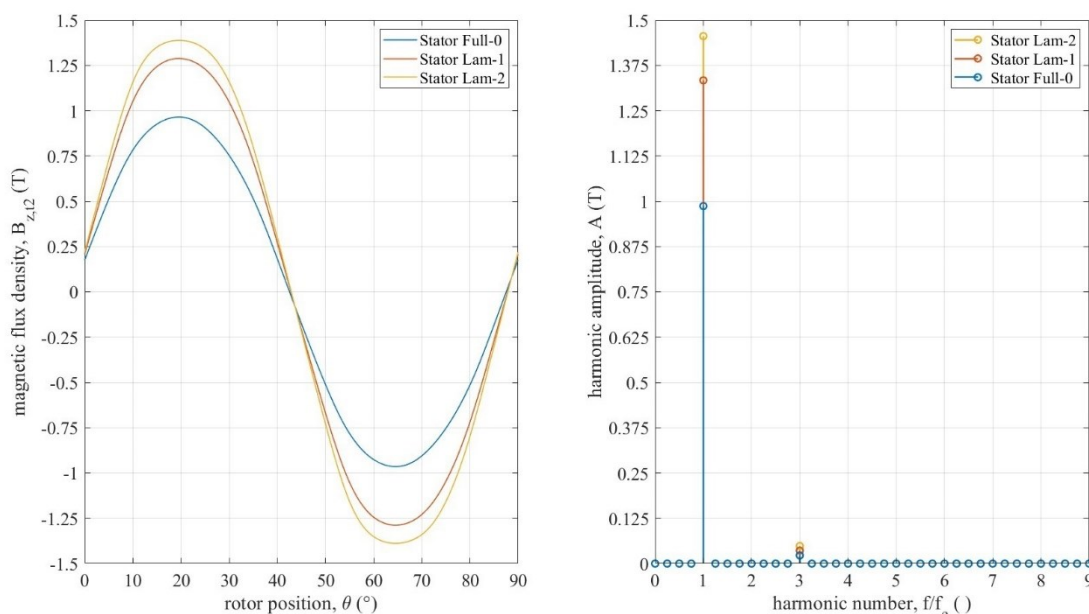 1.5
1.25
1
0.75
0.5
0.25
0
-0.25
-0.5
-0.75
-1
-1.25
-1.5
magnetic flux density, B_z,t2 (T)
0 10 20 30 40 50 60 70 80 90
rotor position, θ (°)
Stator Full-0
Stator Lam-1
Stator Lam-2
1.5
1.375
1.25
1.125
1
0.875
0.75
0.625
0.5
0.375
0.25
0.125
0
harmonic amplitude, A (T)
0 1 2 3 4 5 6 7 8 9
harmonic number, f/f_e ( )
Stator Lam-2
Stator Lam-1
Stator Full-0